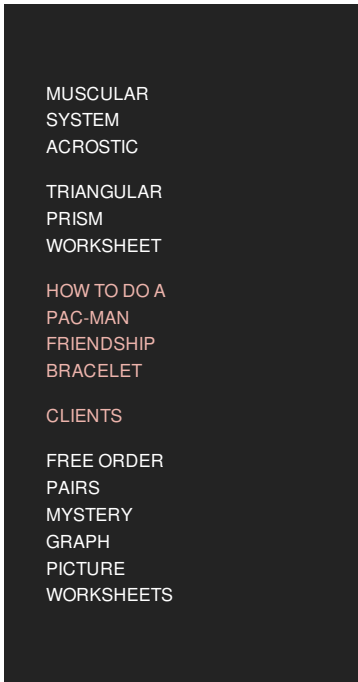 MUSCULAR
SYSTEM
ACROSTIC
TRIANGULAR
PRISM
WORKSHEET
HOW TO DO A
PAC-MAN
FRIENDSHIP
BRACELET
CLIENTS
FREE ORDER
PAIRS
MYSTERY
GRAPH
PICTURE
WORKSHEETS